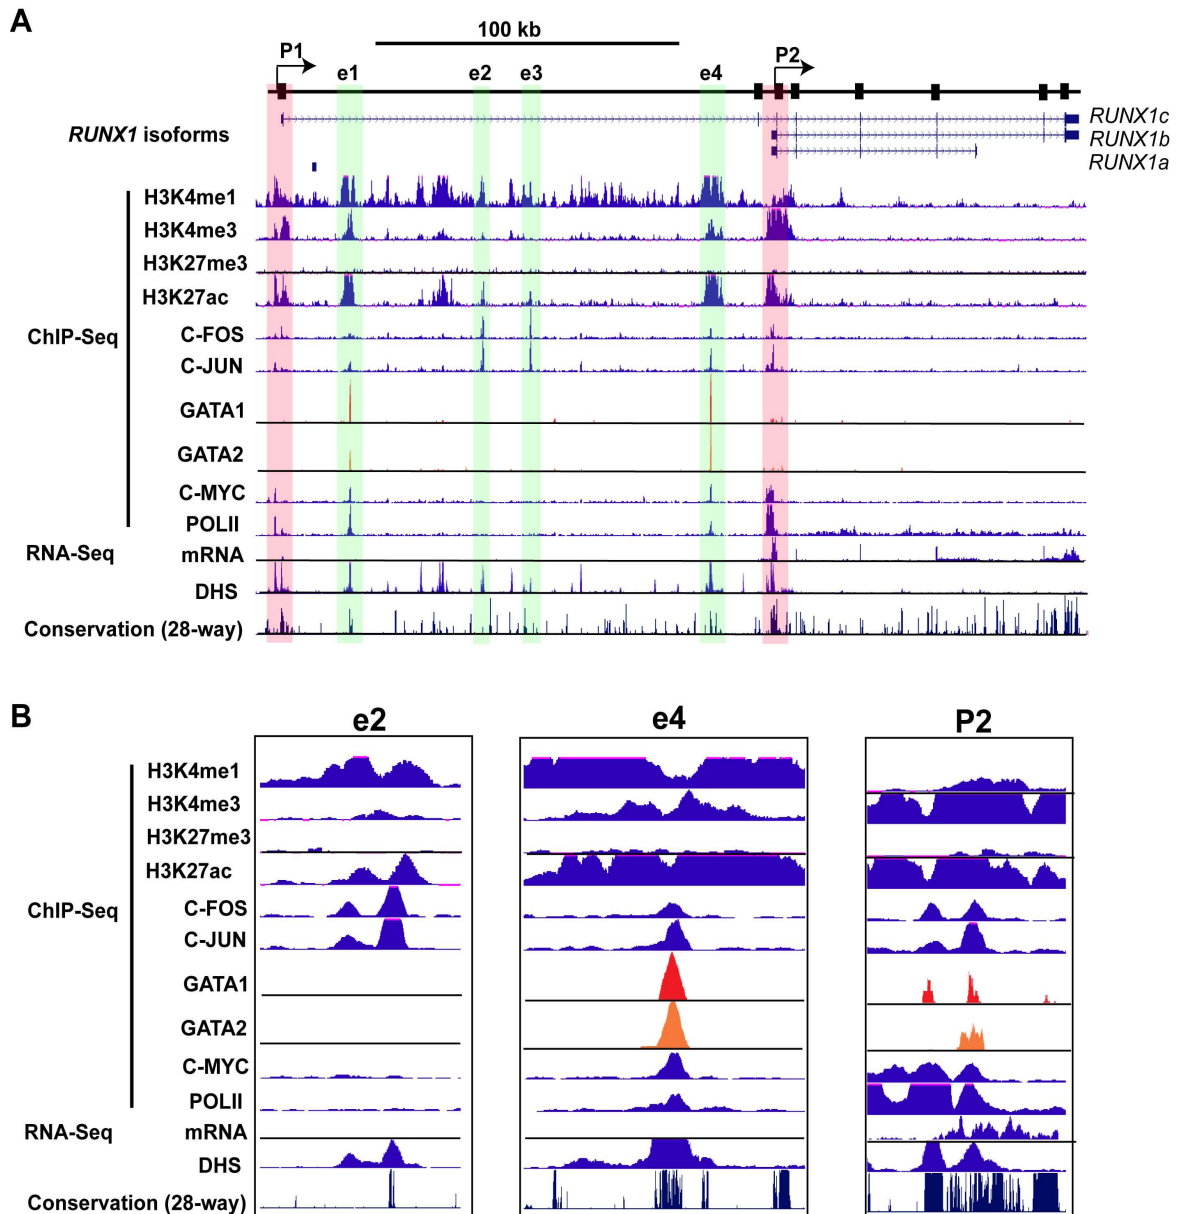 A
100 kb
P1
P2
e1
e2
e3
e4
RUNX1 isoforms
RUNX1c
RUNX1b
RUNX1a
H3K4me1
H3K4me3
H3K27me3
H3K27ac
ChIP-Seq
C-FOS
C-JUN
GATA1
GATA2
C-MYC
POLII
RNA-Seq
mRNA
DHS
Conservation (28-way)
B
e2
e4
P2
H3K4me1
H3K4me3
H3K27me3
H3K27ac
ChIP-Seq
C-FOS
C-JUN
GATA1
GATA2
C-MYC
POLII
RNA-Seq
mRNA
DHS
Conservation (28-way)